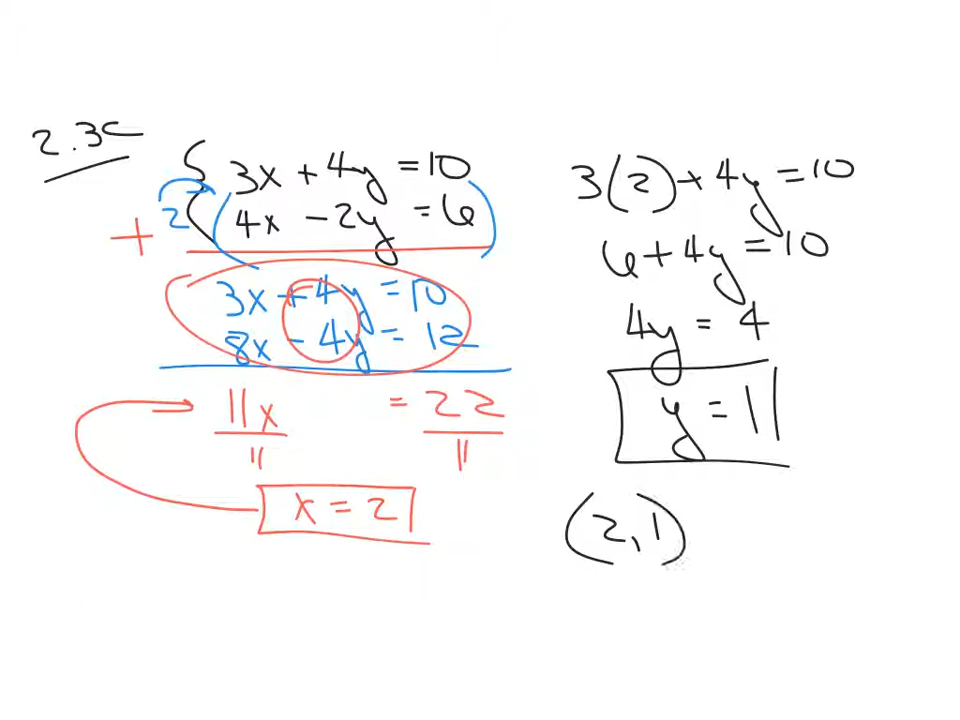 2.3c
3x + 4y = 10
2 (4x - 2y = 6)
+
3x + 4y = 10
8x - 4y = 12
11x = 22
11 11
x = 2
3(2) + 4y = 10
6 + 4y = 10
4y = 4
y = 1
(2,1)